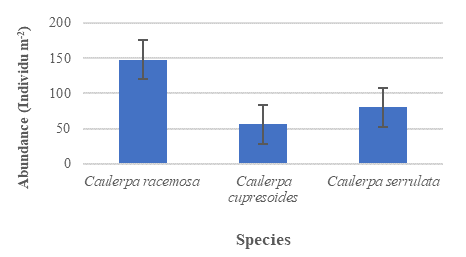 200
150
100
50
0
Abundance (Individu m-2)
Caulerpa racemosa
Caulerpa cupresoides
Caulerpa serrulata
Species